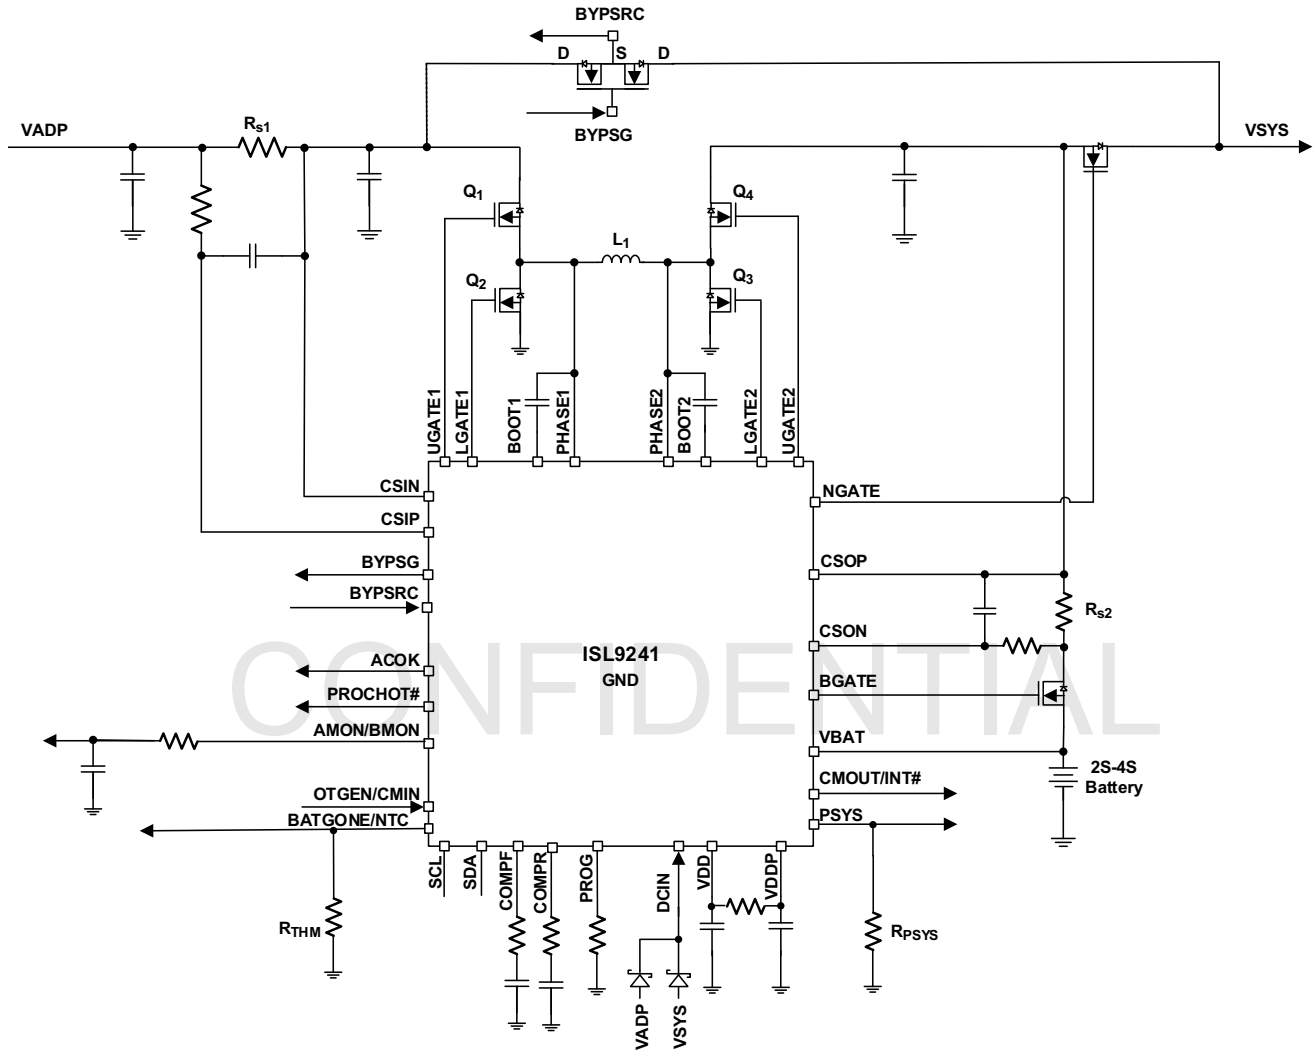 BYPSRC
D S D
BYPSG
VADP
Rs1
VSYS
Q1
Q4
L1
Q2
Q3
UGATE1
LGATE1
BOOT1
PHASE1
PHASE2
BOOT2
LGATE2
UGATE2
CSIN
CSIP
BYPSG
BYPSRC
ACOK
PROCHOT#
AMON/BMON
OTGEN/CMIN
BATGONE/NTC
CONFIDENTIAL
ISL9241
GND
NGATE
CSOP
Rs2
CSON
BGATE
VBAT
2S-4S
Battery
CMOUT/INT#
PSYS
SCL
SDA
COMPF
COMPR
PROG
DCIN
VDD
VDDP
RTHM
RPSYS
VADP
VSYS